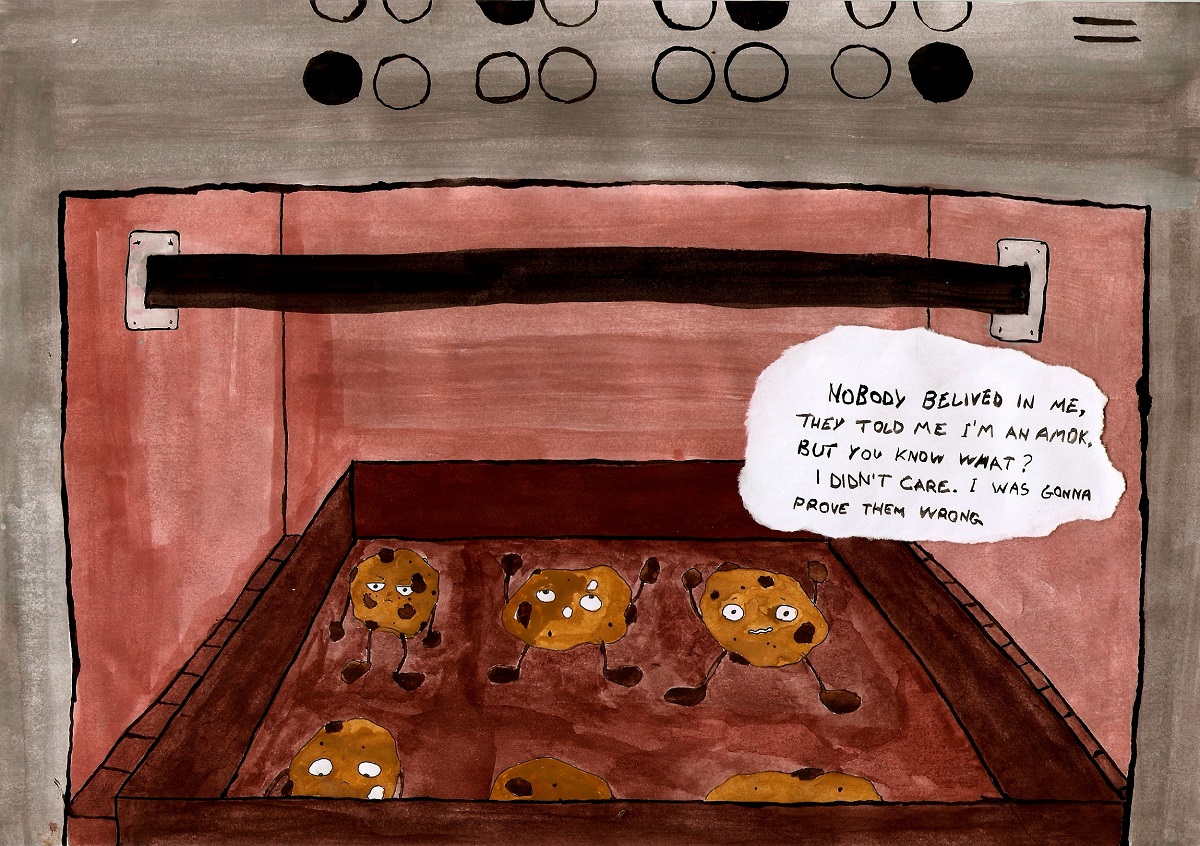 NOBODY BELIVED IN ME,
THEY TOLD ME I'M AN AMOK,
BUT YOU KNOW WHAT?
I DIDN'T CARE. I WAS GONNA
PROVE THEM WRONG